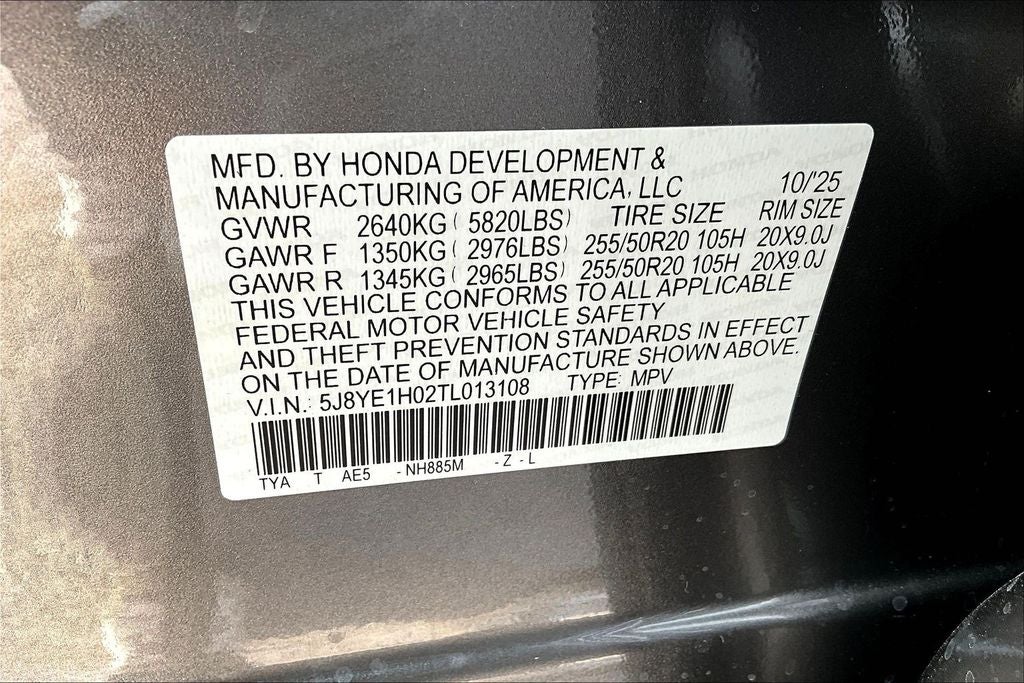 MFD. BY HONDA DEVELOPMENT &
MANUFACTURING OF AMERICA, LLC 10/'25
GVWR 2640KG ( 5820LBS) TIRE SIZE RIM SIZE
GAWR F 1350KG ( 2976LBS) 255/50R20 105H 20X9.0J
GAWR R 1345KG ( 2965LBS) 255/50R20 105H 20X9.0J
THIS VEHICLE CONFORMS TO ALL APPLICABLE
FEDERAL MOTOR VEHICLE SAFETY
AND THEFT PREVENTION STANDARDS IN EFFECT
ON THE DATE OF MANUFACTURE SHOWN ABOVE.
V.I.N.: 5J8YE1H02TL013108 TYPE: MPV
TYA T AE5 - NH885M - Z - L